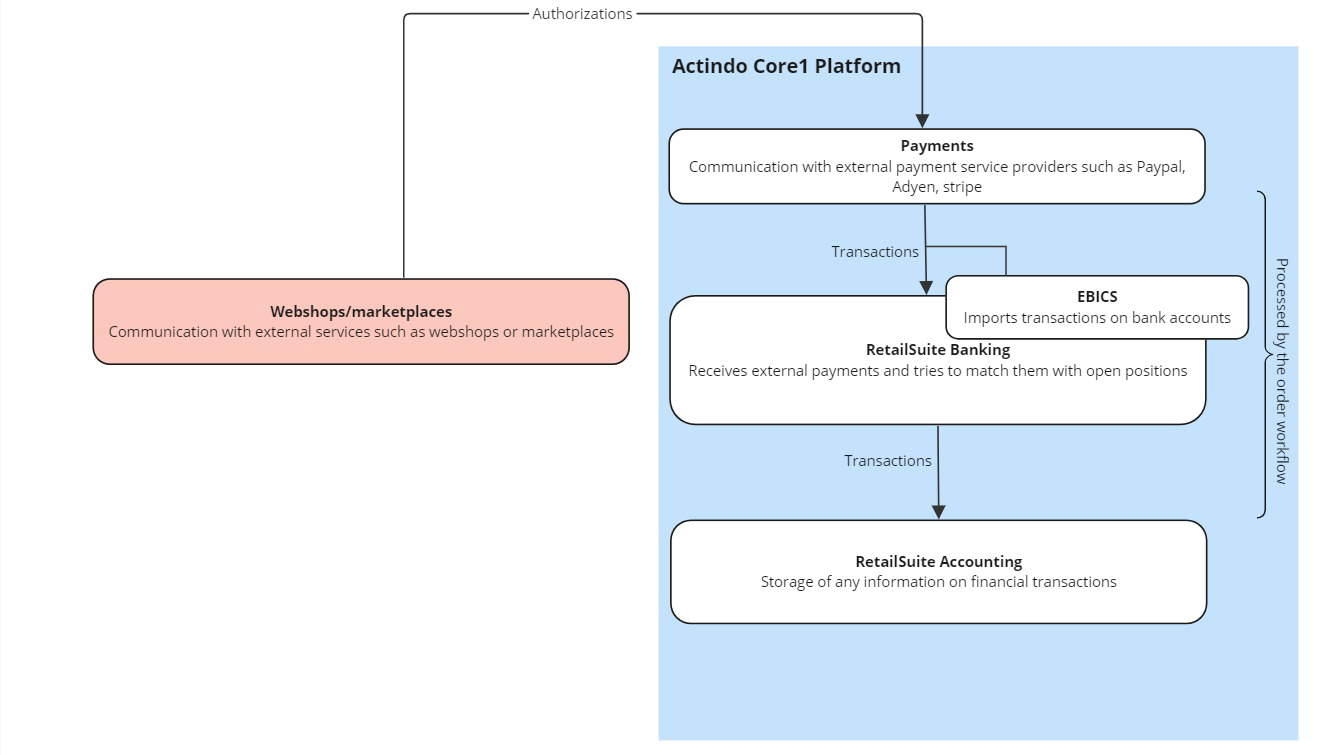 Authorizations
Actindo Core1 Platform
Payments
Communication with external payment service providers such as Paypal,
Adyen, stripe
Transactions
EBICS
Imports transactions on bank accounts
Webshops/marketplaces
Communication with external services such as webshops or marketplaces
RetailSuite Banking
Receives external payments and tries to match them with open positions
Processed by the order workflow
Transactions
RetailSuite Accounting
Storage of any information on financial transactions